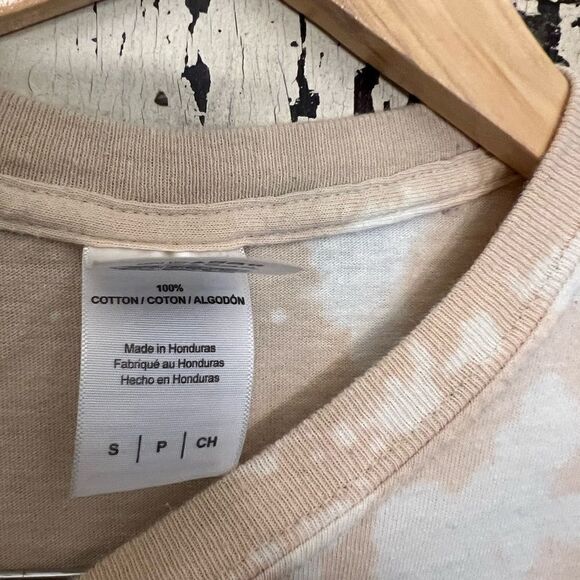 100%
COTTON / COTON / ALGODÓN
Made in Honduras
Fabriqué au Honduras
Hecho en Honduras
S | P | CH